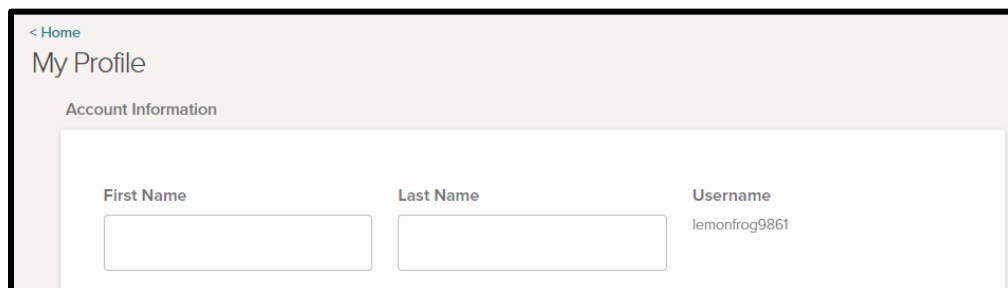 < Home
My Profile
Account Information
First Name
Last Name
Username
lemonfrog9861